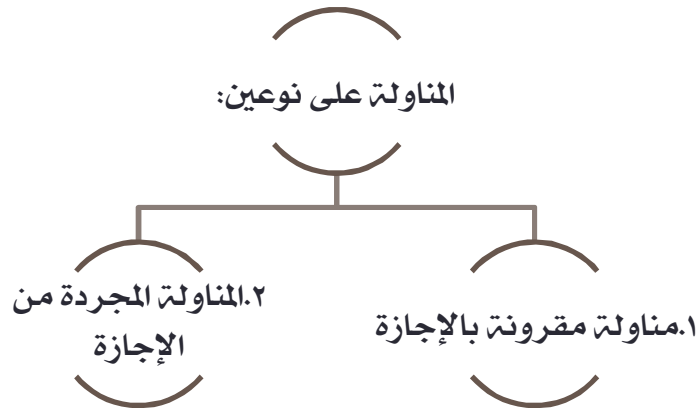 المناولة على نوعين:
١.مناولة مقرونة بالإجازة
٢.المناولة المجردة من
الإجازة